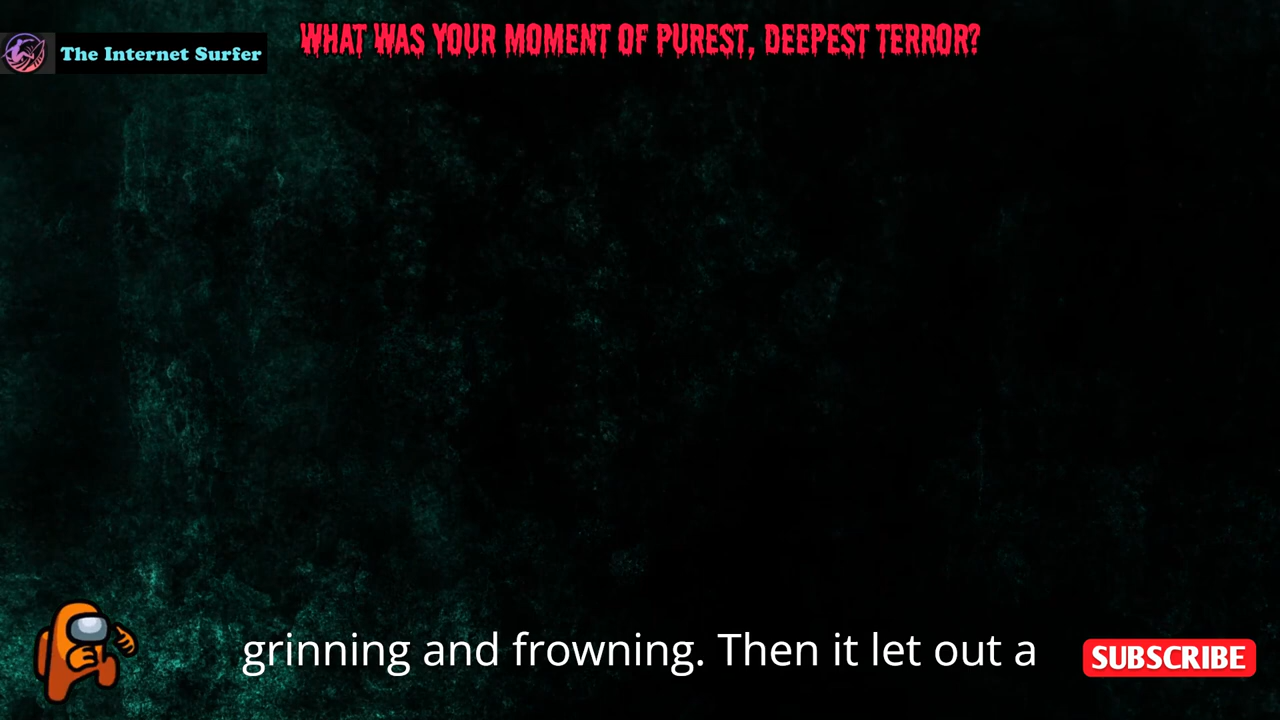 WHAT WAS YOUR MOMENT OF PUREST, DEEPEST TERROR?
The Internet Surfer
grinning and frowning. Then it let out a
SUBSCRIBE